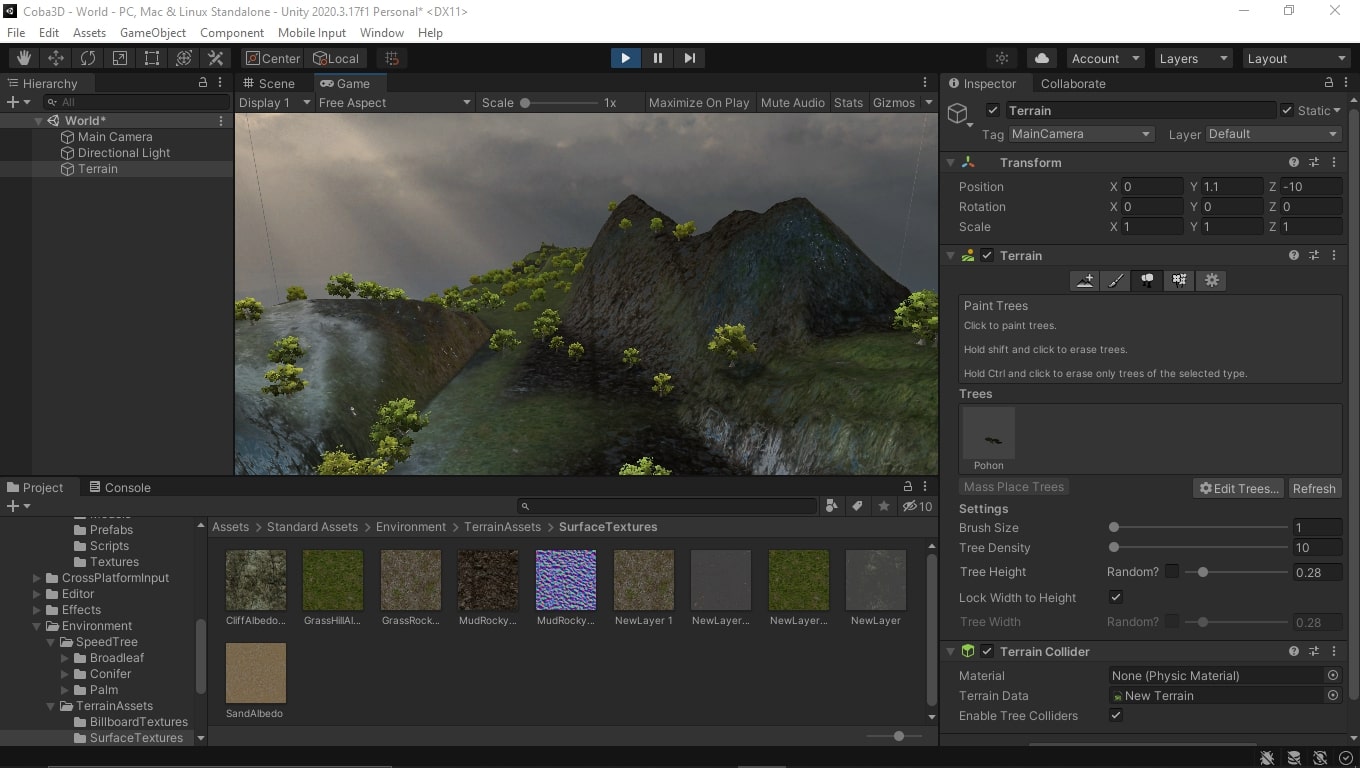 Coba3D - World - PC, Mac & Linux Standalone - Unity 2020.3.17f1 Personal* <DX11>
File Edit Assets GameObject Component Mobile Input Window Help
Center Local Account Layers Layout
Hierarchy
All
World*
Main Camera
Directional Light
Terrain
Scene Game
Display 1 Free Aspect Scale 1x Maximize On Play Mute Audio Stats Gizmos
Inspector Collaborate
Terrain Static
Tag MainCamera Layer Default
Transform
Position X 0 Y 1.1 Z -10
Rotation X 0 Y 0 Z 0
Scale X 1 Y 1 Z 1
Terrain
Paint Trees
Click to paint trees.
Hold shift and click to erase trees.
Hold Ctrl and click to erase only trees of the selected type.
Trees
Pohon
Mass Place Trees Edit Trees... Refresh
Settings
Brush Size 1
Tree Density 10
Tree Height Random? 0.28
Lock Width to Height
Tree Width Random? 0.28
Terrain Collider
Material None (Physic Material)
Terrain Data New Terrain
Enable Tree Colliders
Project Console
10
Prefabs
Scripts
Textures
CrossPlatformInput
Editor
Effects
Environment
SpeedTree
Broadleaf
Conifer
Palm
TerrainAssets
BillboardTextures
SurfaceTextures
Assets > Standard Assets > Environment > TerrainAssets > SurfaceTextures
CliffAlbedo... GrassHillAl... GrassRock... MudRocky... MudRocky... NewLayer 1 NewLayer... NewLayer... NewLayer
SandAlbedo